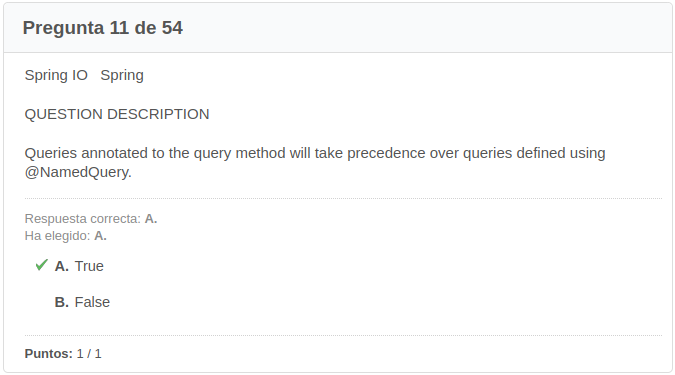 Pregunta 11 de 54
Spring IO Spring
QUESTION DESCRIPTION
Queries annotated to the query method will take precedence over queries defined using
@NamedQuery.
Respuesta correcta: A.
Ha elegido: A.
A. True
B. False
Puntos: 1 / 1